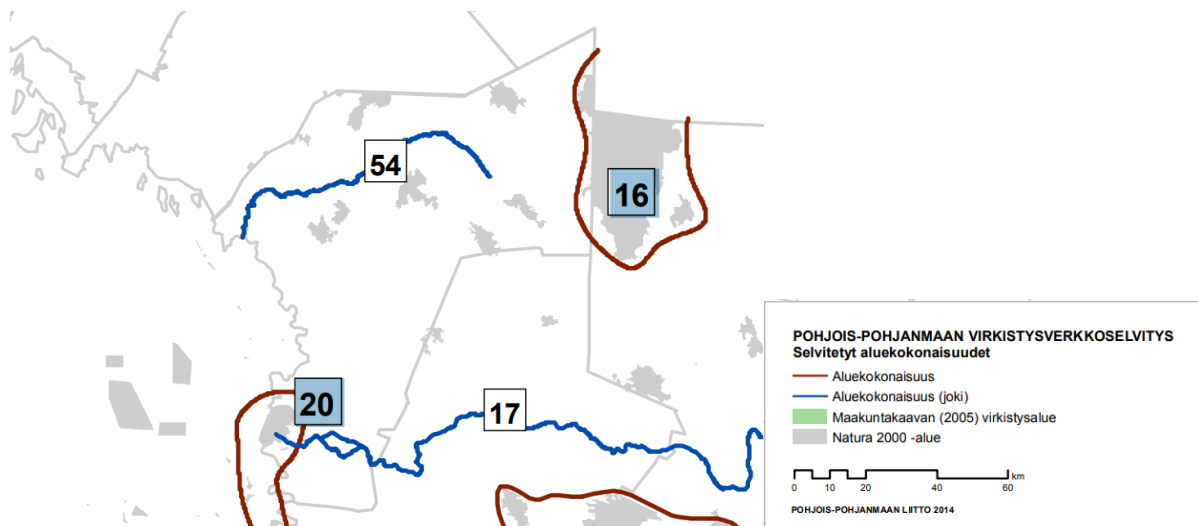 54
16
20
17
POHJOIS-POHJANMAAN VIRKISTYSVERKKOSELVITYS
Selvitetyt aluekokonaisuudet
Aluekokonaisuus
Aluekokonaisuus (joki)
Maakuntakaavan (2005) virkistysalue
Natura 2000 -alue
km
0 10 20 40 60
POHJOIS-POHJANMAAN LIITTO 2014